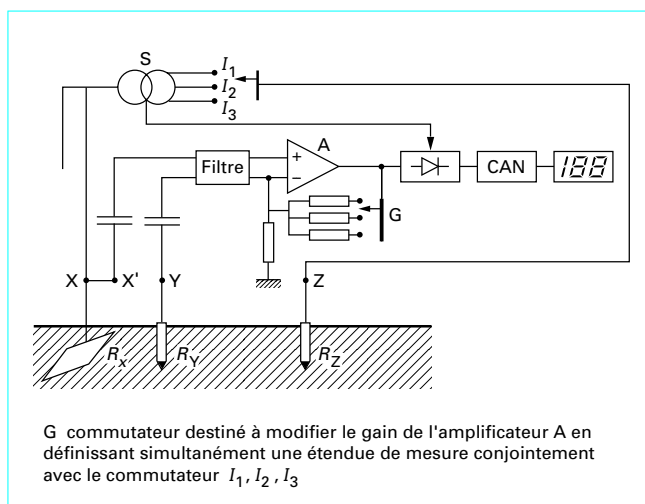 S
I1
I2
I3
A
+
−
Filtre
CAN
188
G
X
X'
Y
Z
Rx
RY
RZ
G commutateur destiné à modifier le gain de l'amplificateur A en
définissant simultanément une étendue de mesure conjointement
avec le commutateur I1, I2, I3